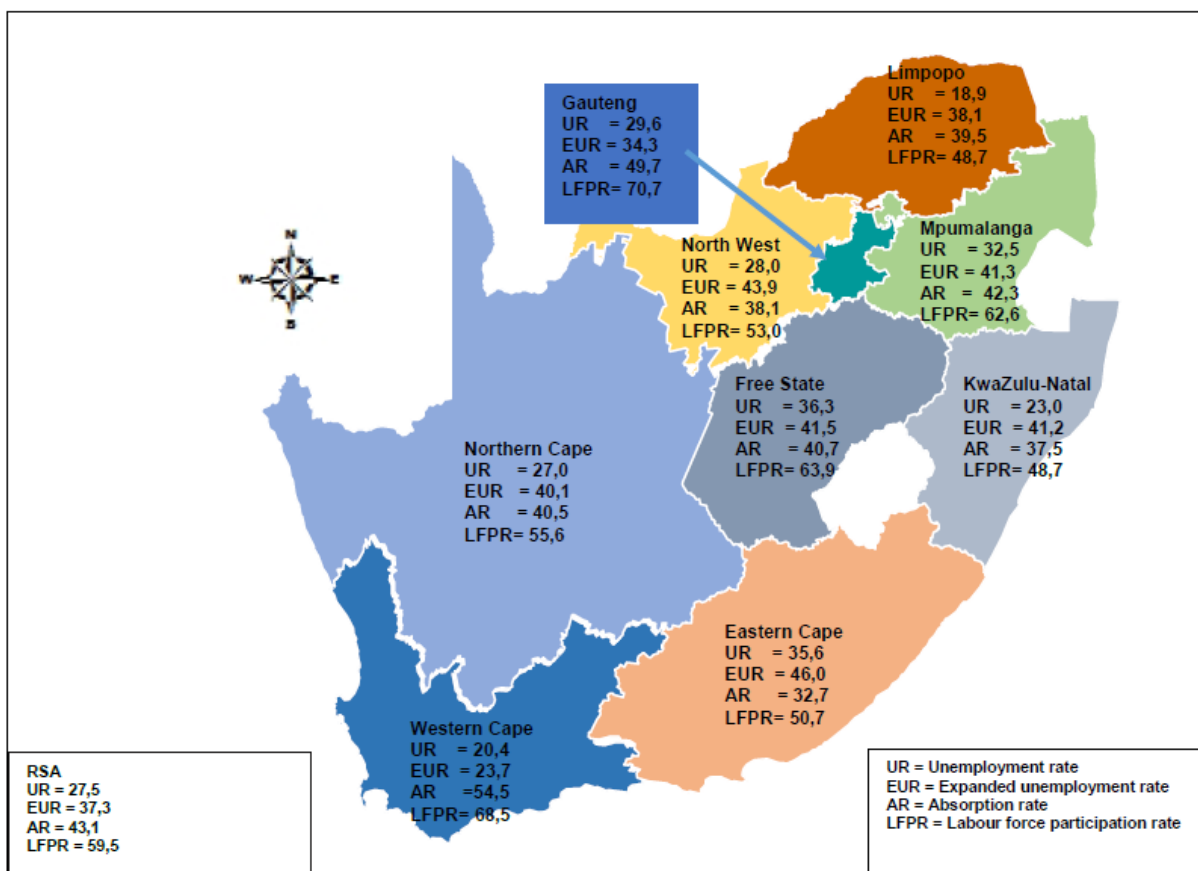 Limpopo
UR = 18,9
EUR = 38,1
AR = 39,5
LFPR= 48,7
Gauteng
UR = 29,6
EUR = 34,3
AR = 49,7
LFPR= 70,7
Mpumalanga
UR = 32,5
EUR = 41,3
AR = 42,3
LFPR= 62,6
North West
UR = 28,0
EUR = 43,9
AR = 38,1
LFPR= 53,0
N
W E
S
Free State
UR = 36,3
EUR = 41,5
AR = 40,7
LFPR= 63,9
KwaZulu-Natal
UR = 23,0
EUR = 41,2
AR = 37,5
LFPR= 48,7
Northern Cape
UR = 27,0
EUR = 40,1
AR = 40,5
LFPR= 55,6
Eastern Cape
UR = 35,6
EUR = 46,0
AR = 32,7
LFPR= 50,7
Western Cape
UR = 20,4
EUR = 23,7
AR =54,5
LFPR= 68,5
RSA
UR = 27,5
EUR = 37,3
AR = 43,1
LFPR = 59,5
UR = Unemployment rate
EUR = Expanded unemployment rate
AR = Absorption rate
LFPR = Labour force participation rate